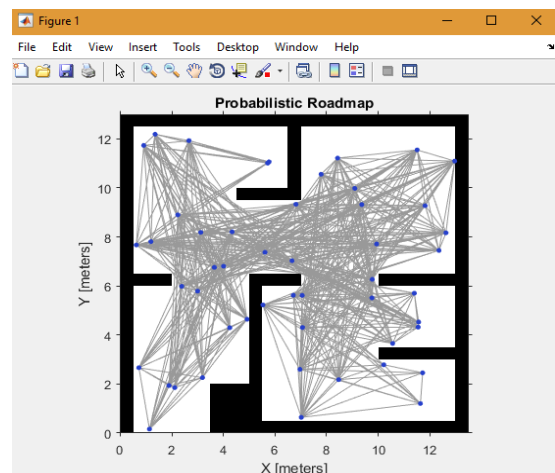 Figure 1
File Edit View Insert Tools Desktop Window Help
Probabilistic Roadmap
12
10
8
6
4
2
0
Y [meters]
0 2 4 6 8 10 12
X [meters]